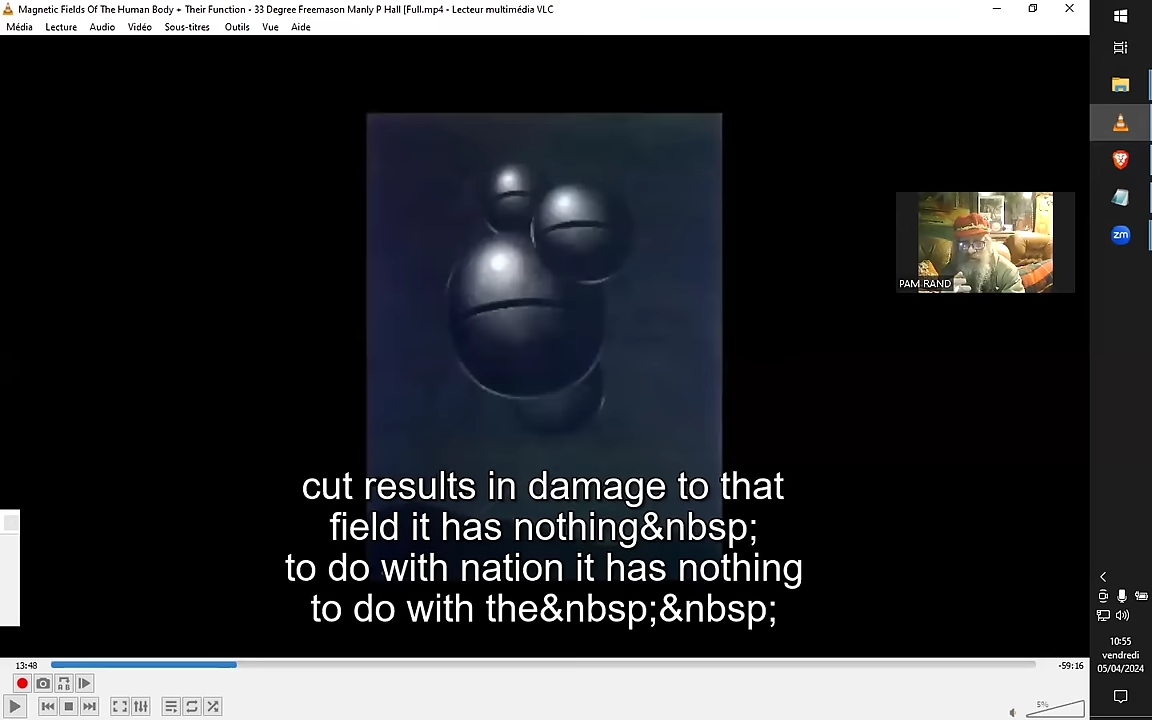 Magnetic Fields Of The Human Body + Their Function - 33 Degree Freemason Manly P Hall [Full.mp4 - Lecteur multimédia VLC
Média Lecture Audio Vidéo Sous-titres Outils Vue Aide
zm
PAM RAND
cut results in damage to that
field it has nothing&nbsp;
to do with nation it has nothing
to do with the&nbsp;&nbsp;
13:48
-59:16
5%
10:55
vendredi
05/04/2024